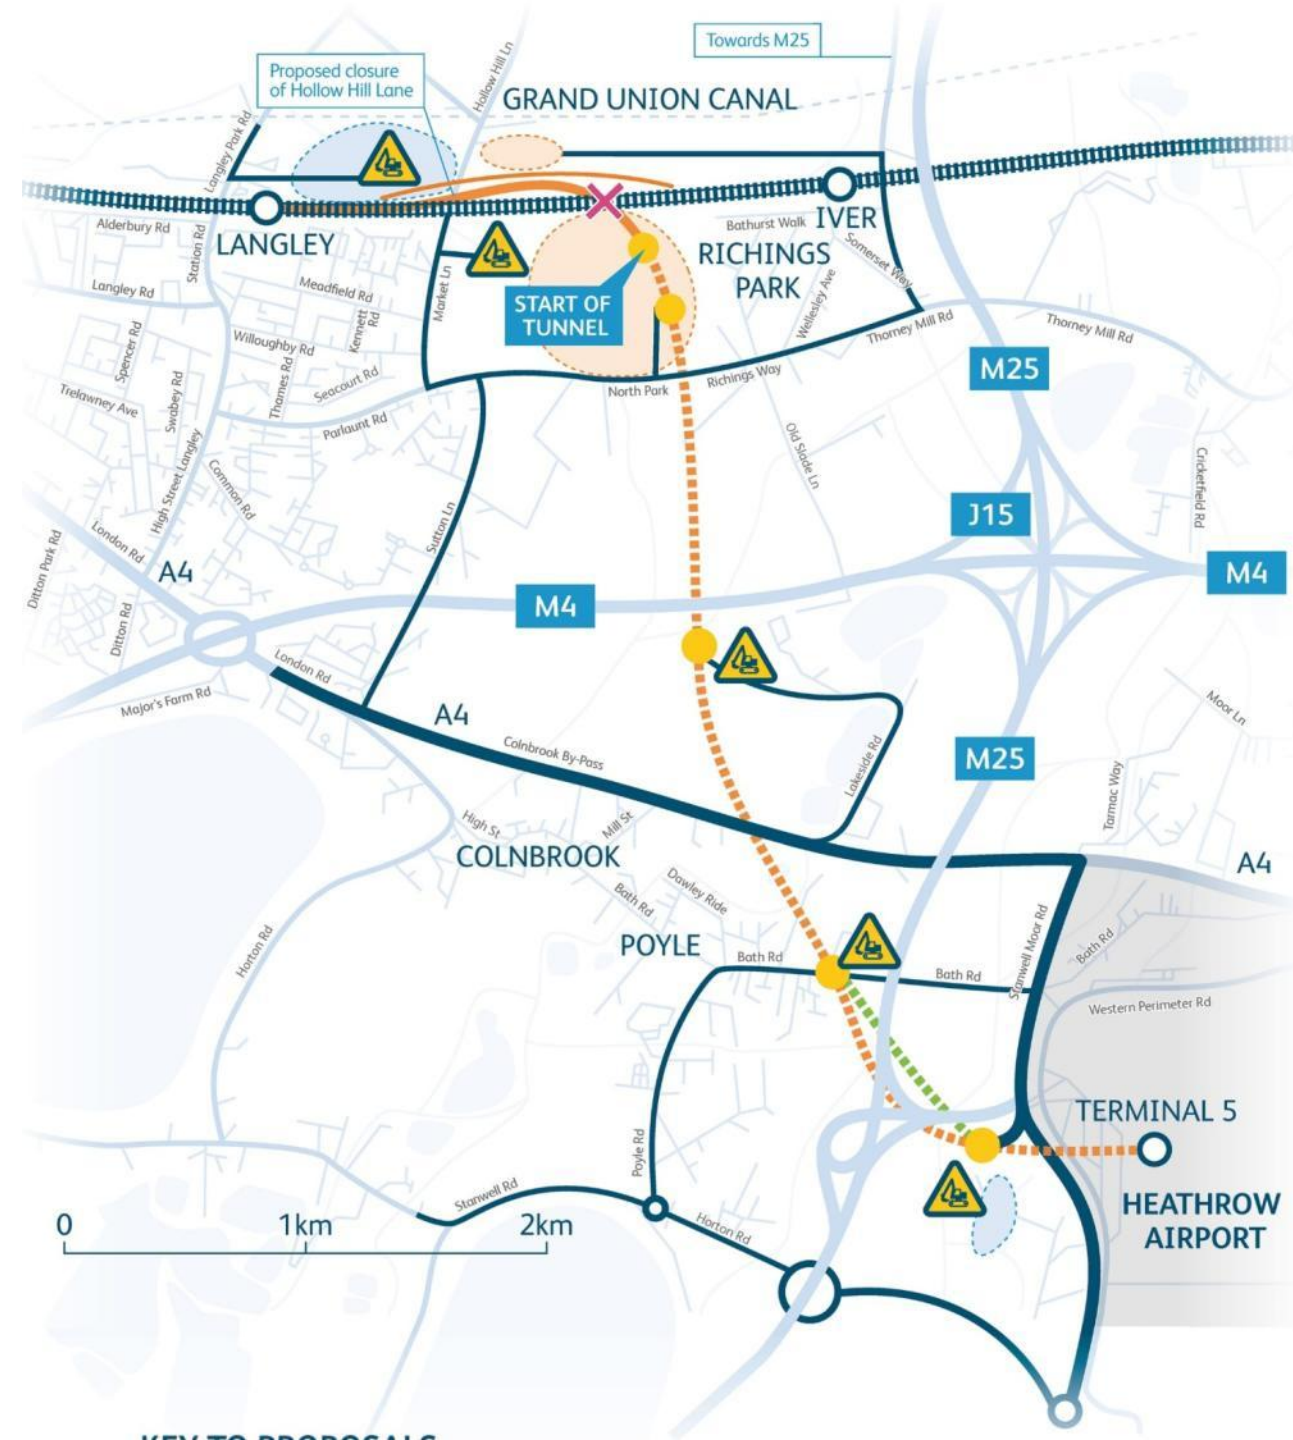 Towards M25
Hollow Hill Ln
Proposed closure
of Hollow Hill Lane
GRAND UNION CANAL
Langley Park Rd
IVER
Bathurst Walk
Alderbury Rd
LANGLEY
Station Rd
RICHINGS
PARK
Somerset Way
Market Ln
Langley Rd
Meadfield Rd
START OF
TUNNEL
Wellesley Ave
Kennett
Rd
Thorney Mill Rd
Thorney Mill Rd
Spencer Rd
Willoughby Rd
M25
Thames Rd
Seacourt Rd
Richings Way
North Park
Trelawney Ave
Swabey Rd
Parlaunt Rd
Old Slade Ln
High Street Langley
Common Rd
Cricketfield Rd
Sutton Ln
J15
London Rd
Ditton Park Rd
A4
M4
M4
Ditton Rd
London Rd
Major's Farm Rd
Moor Ln
A4
Colnbrook By-Pass
Lakeside Rd
M25
Tarmac Way
High St
Mill St
COLNBROOK
A4
Dawley Ride
Bath Rd
Horton Rd
POYLE
Bath Rd
Bath Rd
Stanwell Moor Rd
Bath Rd
Western Perimeter Rd
TERMINAL 5
Poyle Rd
HEATHROW
AIRPORT
Stanwell Rd
Horton Rd
0 1km 2km
KEY TO PROPOSALS